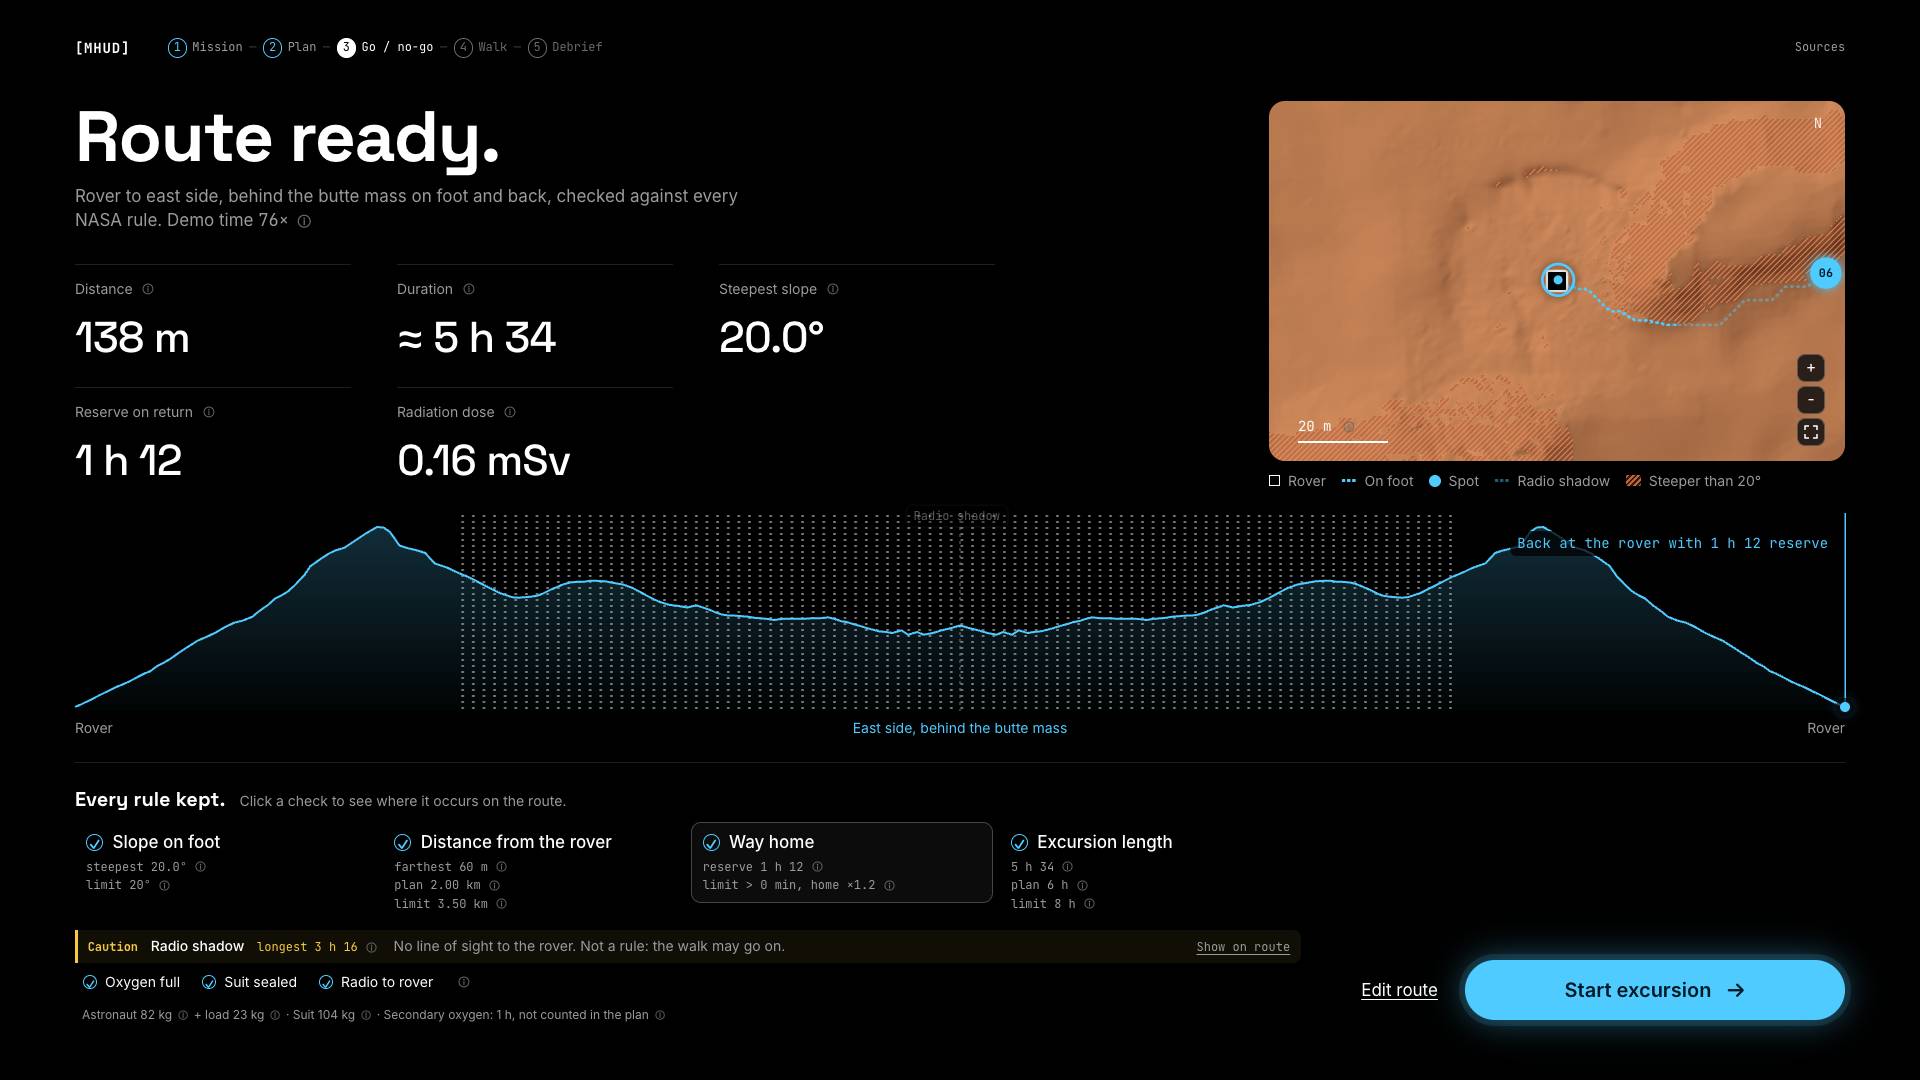 [MHUD] 1 Mission — 2 Plan — 3 Go / no-go — 4 Walk — 5 Debrief Sources
Route ready.
Rover to east side, behind the butte mass on foot and back, checked against every
NASA rule. Demo time 76× ⓘ
Distance ⓘ
138 m
Duration ⓘ
≈ 5 h 34
Steepest slope ⓘ
20.0°
Reserve on return ⓘ
1 h 12
Radiation dose ⓘ
0.16 mSv
N
06
+
-
20 m ⓘ
Rover On foot Spot Radio shadow Steeper than 20°
Radio shadow
Back at the rover with 1 h 12 reserve
Rover East side, behind the butte mass Rover
Every rule kept. Click a check to see where it occurs on the route.
Slope on foot
steepest 20.0° ⓘ
limit 20° ⓘ
Distance from the rover
farthest 60 m ⓘ
plan 2.00 km ⓘ
limit 3.50 km ⓘ
Way home
reserve 1 h 12 ⓘ
limit > 0 min, home ×1.2 ⓘ
Excursion length
5 h 34 ⓘ
plan 6 h ⓘ
limit 8 h ⓘ
Caution Radio shadow longest 3 h 16 ⓘ No line of sight to the rover. Not a rule: the walk may go on. Show on route
Oxygen full Suit sealed Radio to rover ⓘ
Edit route Start excursion →
Astronaut 82 kg ⓘ + load 23 kg ⓘ · Suit 104 kg ⓘ · Secondary oxygen: 1 h, not counted in the plan ⓘ